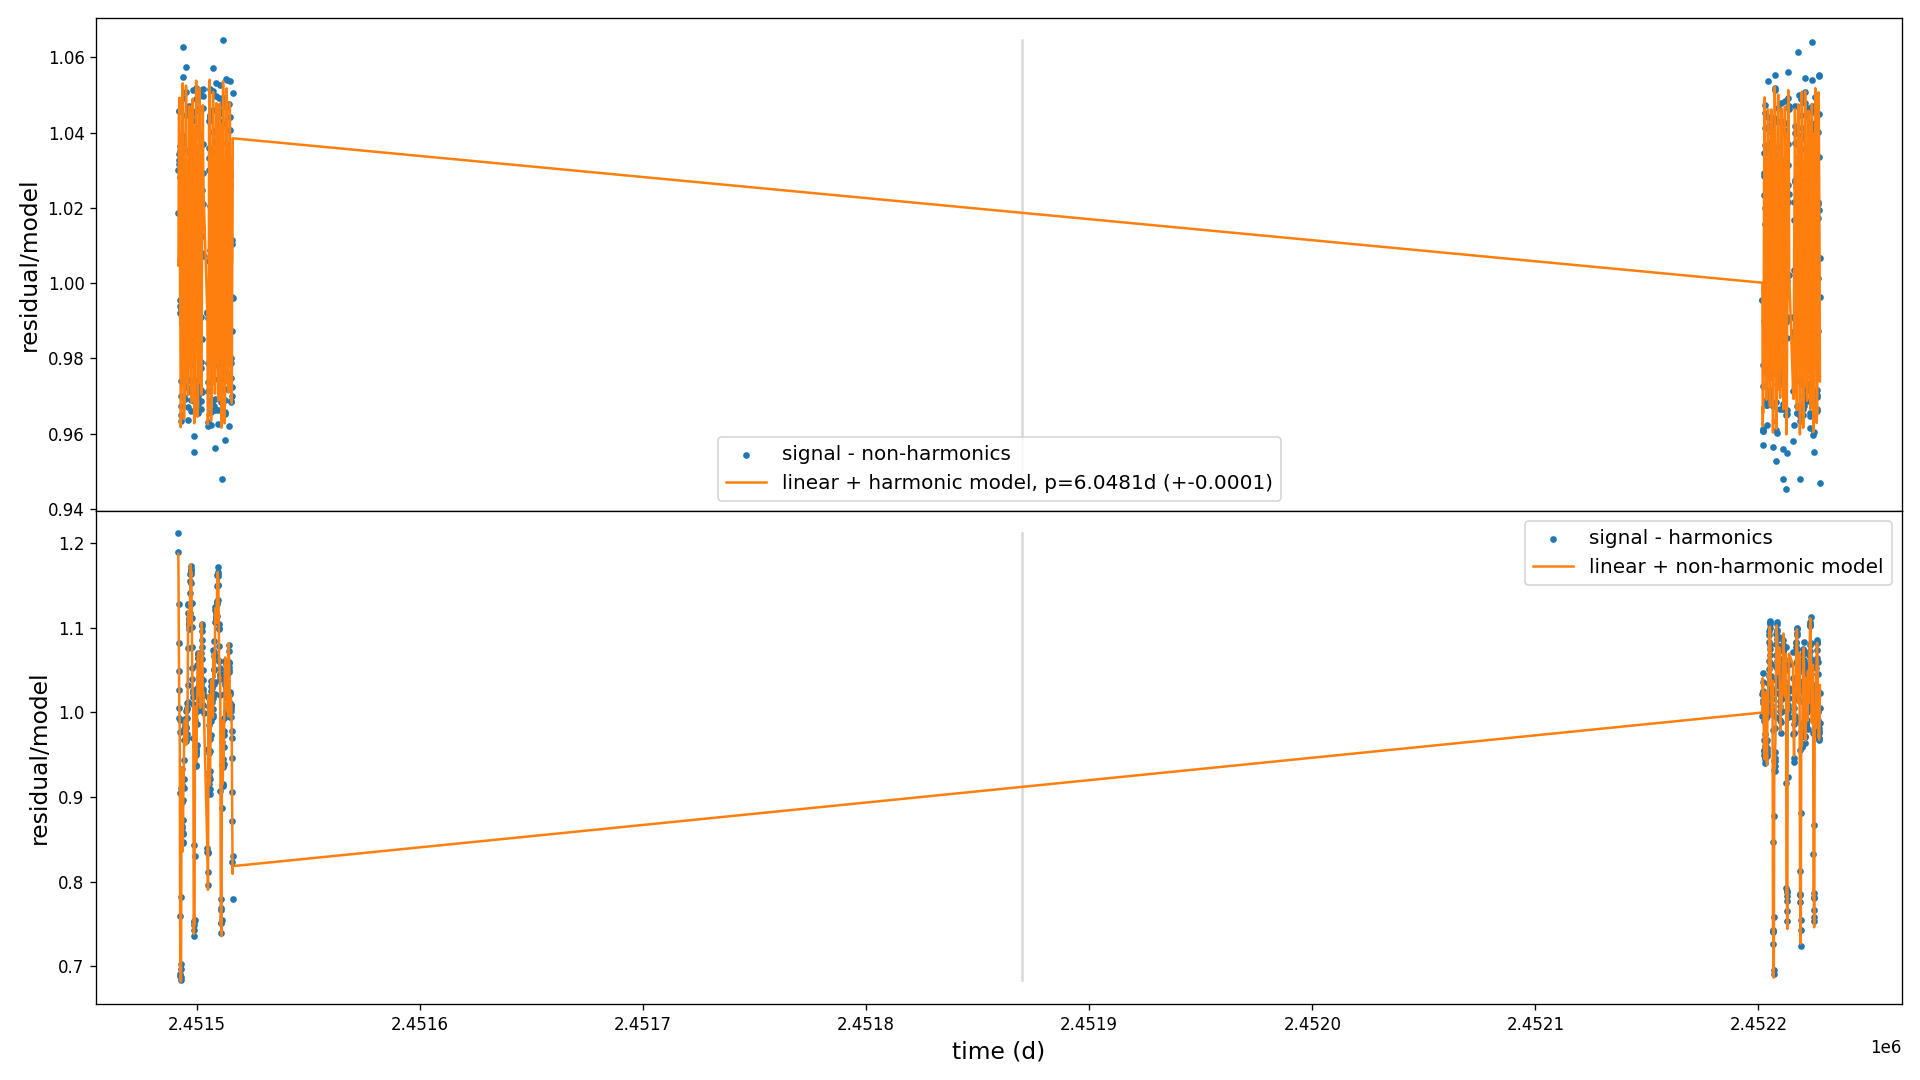 1.06
1.04
1.02
1.00
0.98
0.96
0.94
residual/model
signal - non-harmonics
linear + harmonic model, p=6.0481d (+-0.0001)
1.2
1.1
1.0
0.9
0.8
0.7
residual/model
signal - harmonics
linear + non-harmonic model
2.4515 2.4516 2.4517 2.4518 2.4519 2.4520 2.4521 2.4522
1e6
time (d)